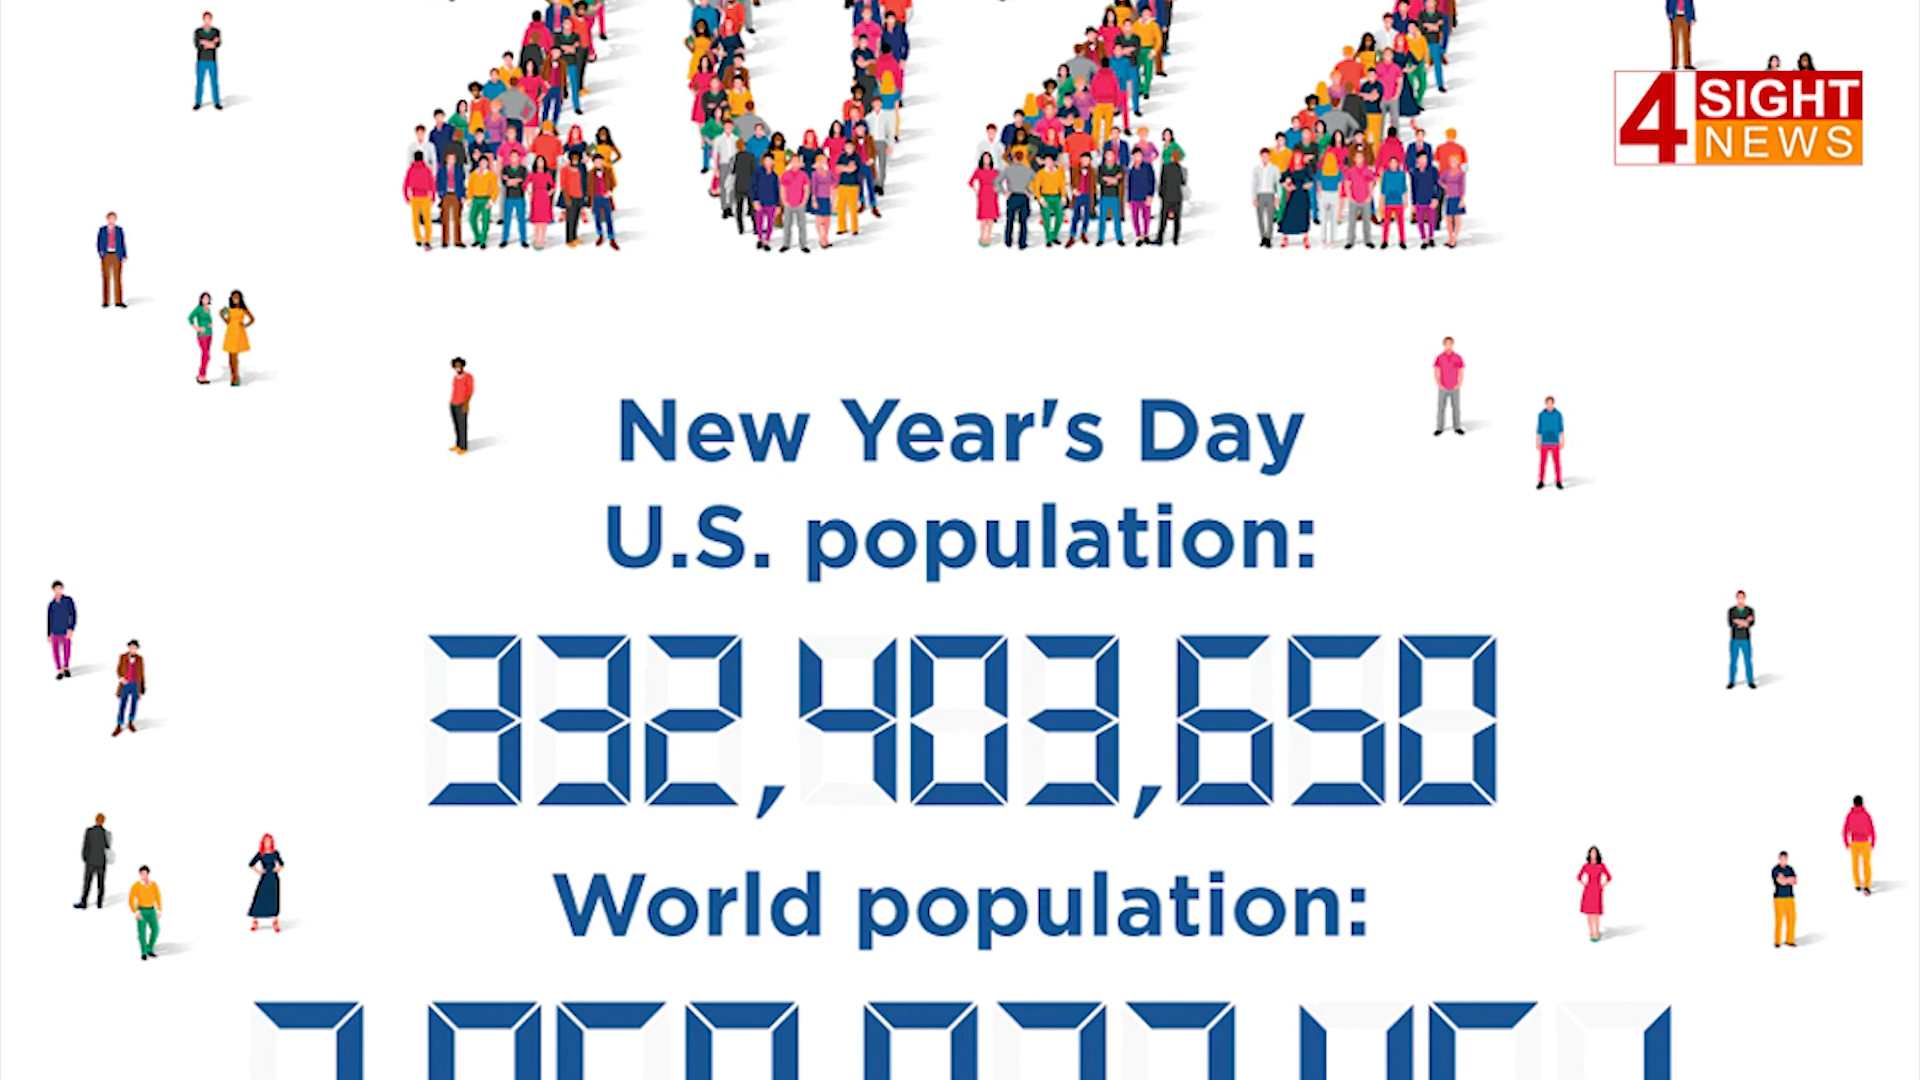 2022
4 SIGHT
NEWS
New Year's Day
U.S. population:
332,403,650
World population: